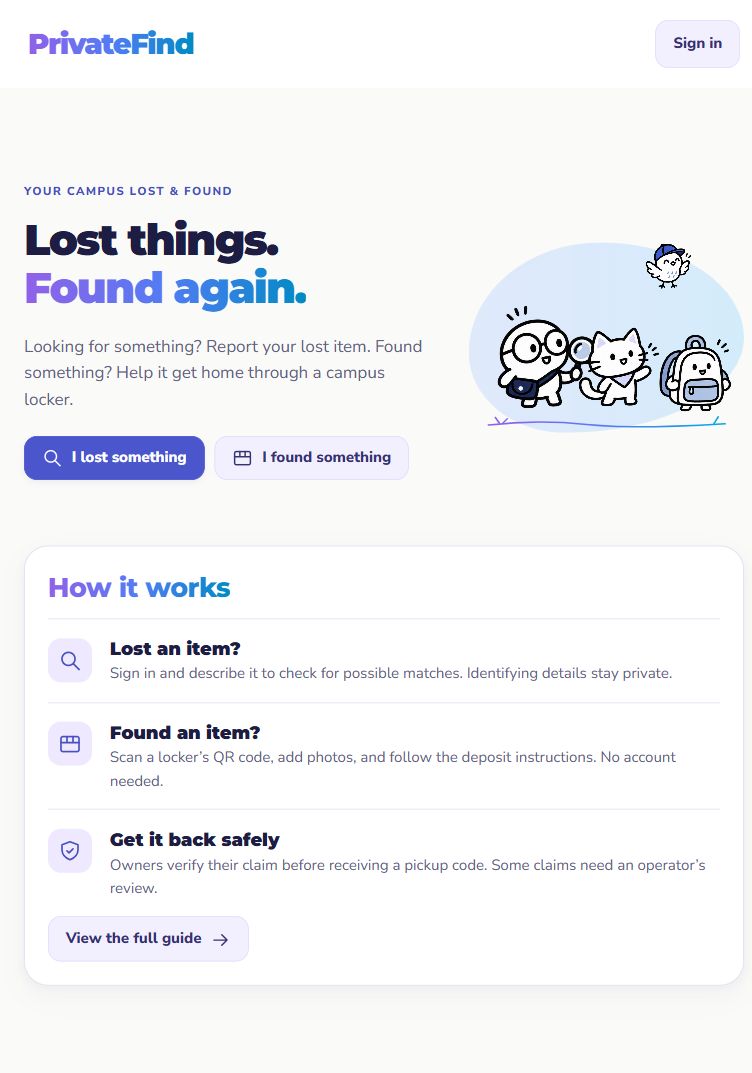 PrivateFind
Sign in
YOUR CAMPUS LOST & FOUND
Lost things.
Found again.
Looking for something? Report your lost item. Found
something? Help it get home through a campus
locker.
I lost something
I found something
How it works
Lost an item?
Sign in and describe it to check for possible matches. Identifying details stay private.
Found an item?
Scan a locker’s QR code, add photos, and follow the deposit instructions. No account
needed.
Get it back safely
Owners verify their claim before receiving a pickup code. Some claims need an operator’s
review.
View the full guide